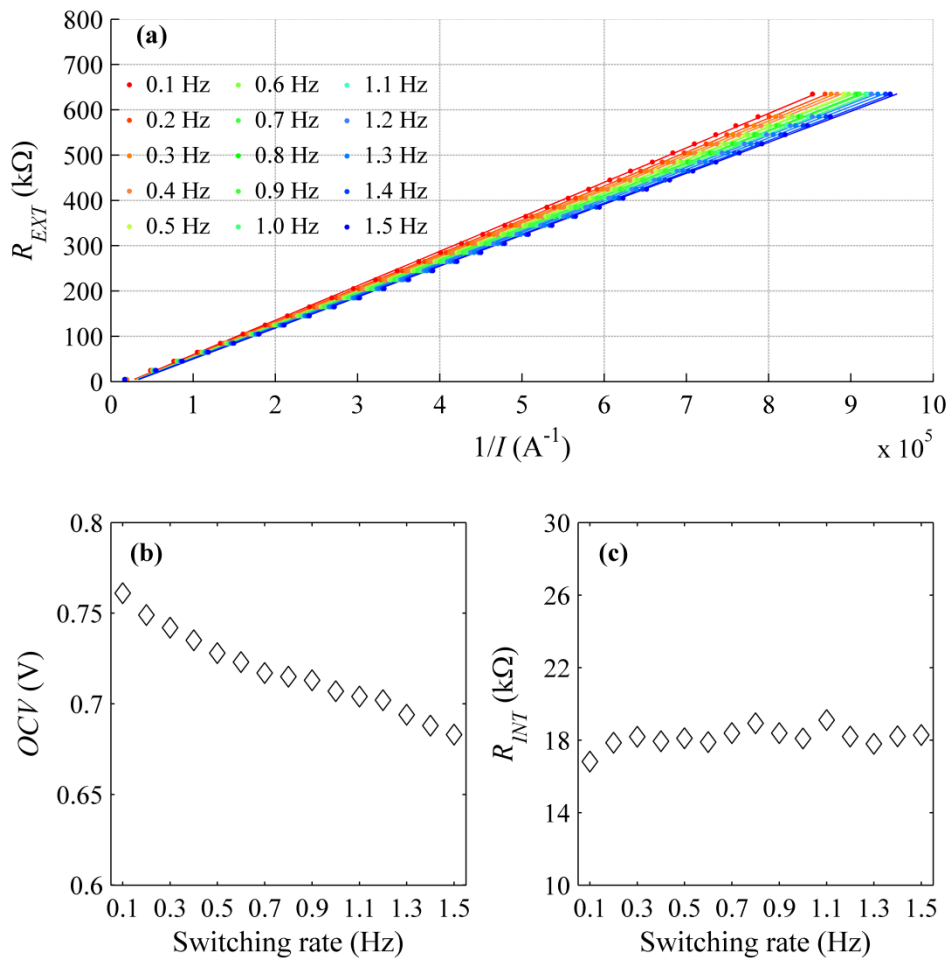 (a)
800
700
600
500
400
300
200
100
0
R_EXT (kΩ)
0.1 Hz 0.6 Hz 1.1 Hz
0.2 Hz 0.7 Hz 1.2 Hz
0.3 Hz 0.8 Hz 1.3 Hz
0.4 Hz 0.9 Hz 1.4 Hz
0.5 Hz 1.0 Hz 1.5 Hz
0 1 2 3 4 5 6 7 8 9 10
1/I (A⁻¹)
x 10⁵
(b)
0.8
0.75
0.7
0.65
0.6
OCV (V)
0.1 0.3 0.5 0.7 0.9 1.1 1.3 1.5
Switching rate (Hz)
(c)
30
26
22
18
14
10
R_INT (kΩ)
0.1 0.3 0.5 0.7 0.9 1.1 1.3 1.5
Switching rate (Hz)